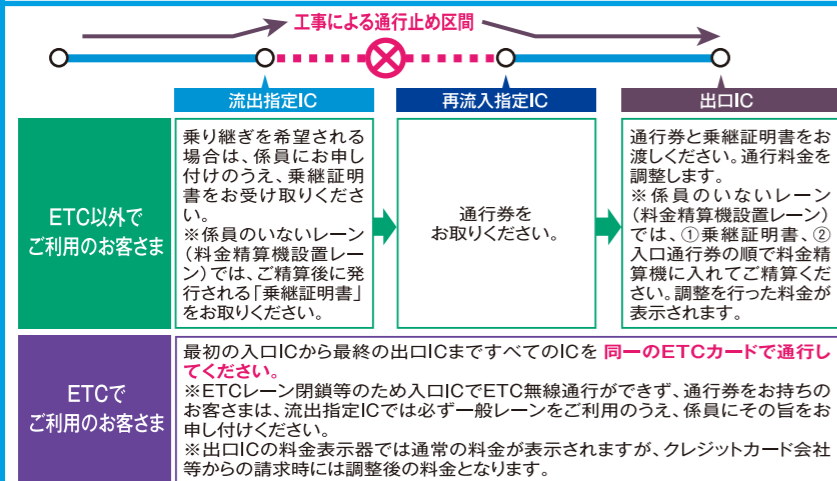 工事による通行止め区間
流出指定IC
再流入指定IC
出口IC
ETC以外で
ご利用のお客さま
乗り継ぎを希望される
場合は、係員にお申し
付けのうえ、乗継証明
書をお受け取りくださ
い。
※係員のいないレーン
(料金精算機設置レー
ン)では、ご精算後に発
行される「乗継証明書」
をお取りください。
通行券を
お取りください。
通行券と乗継証明書をお
渡しください。通行料金を
調整します。
※係員のいないレーン
(料金精算機設置レーン)
では、①乗継証明書、②
入口通行券の順で料金精
算機に入れてご精算くだ
さい。調整を行った料金が
表示されます。
ETCで
ご利用のお客さま
最初の入口ICから最終の出口ICまですべてのICを 同一のETCカードで通行し
てください。
※ETCレーン閉鎖等のため入口ICでETC無線通行ができず、通行券をお持ちの
お客さまは、流出指定ICでは必ず一般レーンをご利用のうえ、係員にその旨をお
申し付けください。
※出口ICの料金表示器では通常の料金が表示されますが、クレジットカード会社
等からの請求時には調整後の料金となります。